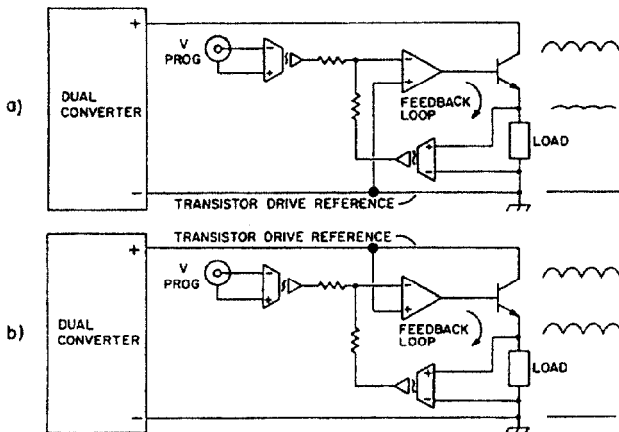 a)
DUAL
CONVERTER
+
−
V
PROG
−
+
−
+
FEEDBACK
LOOP
+
−
LOAD
TRANSISTOR DRIVE REFERENCE
b)
DUAL
CONVERTER
+
−
TRANSISTOR DRIVE REFERENCE
V
PROG
−
+
−
+
FEEDBACK
LOOP
+
−
LOAD